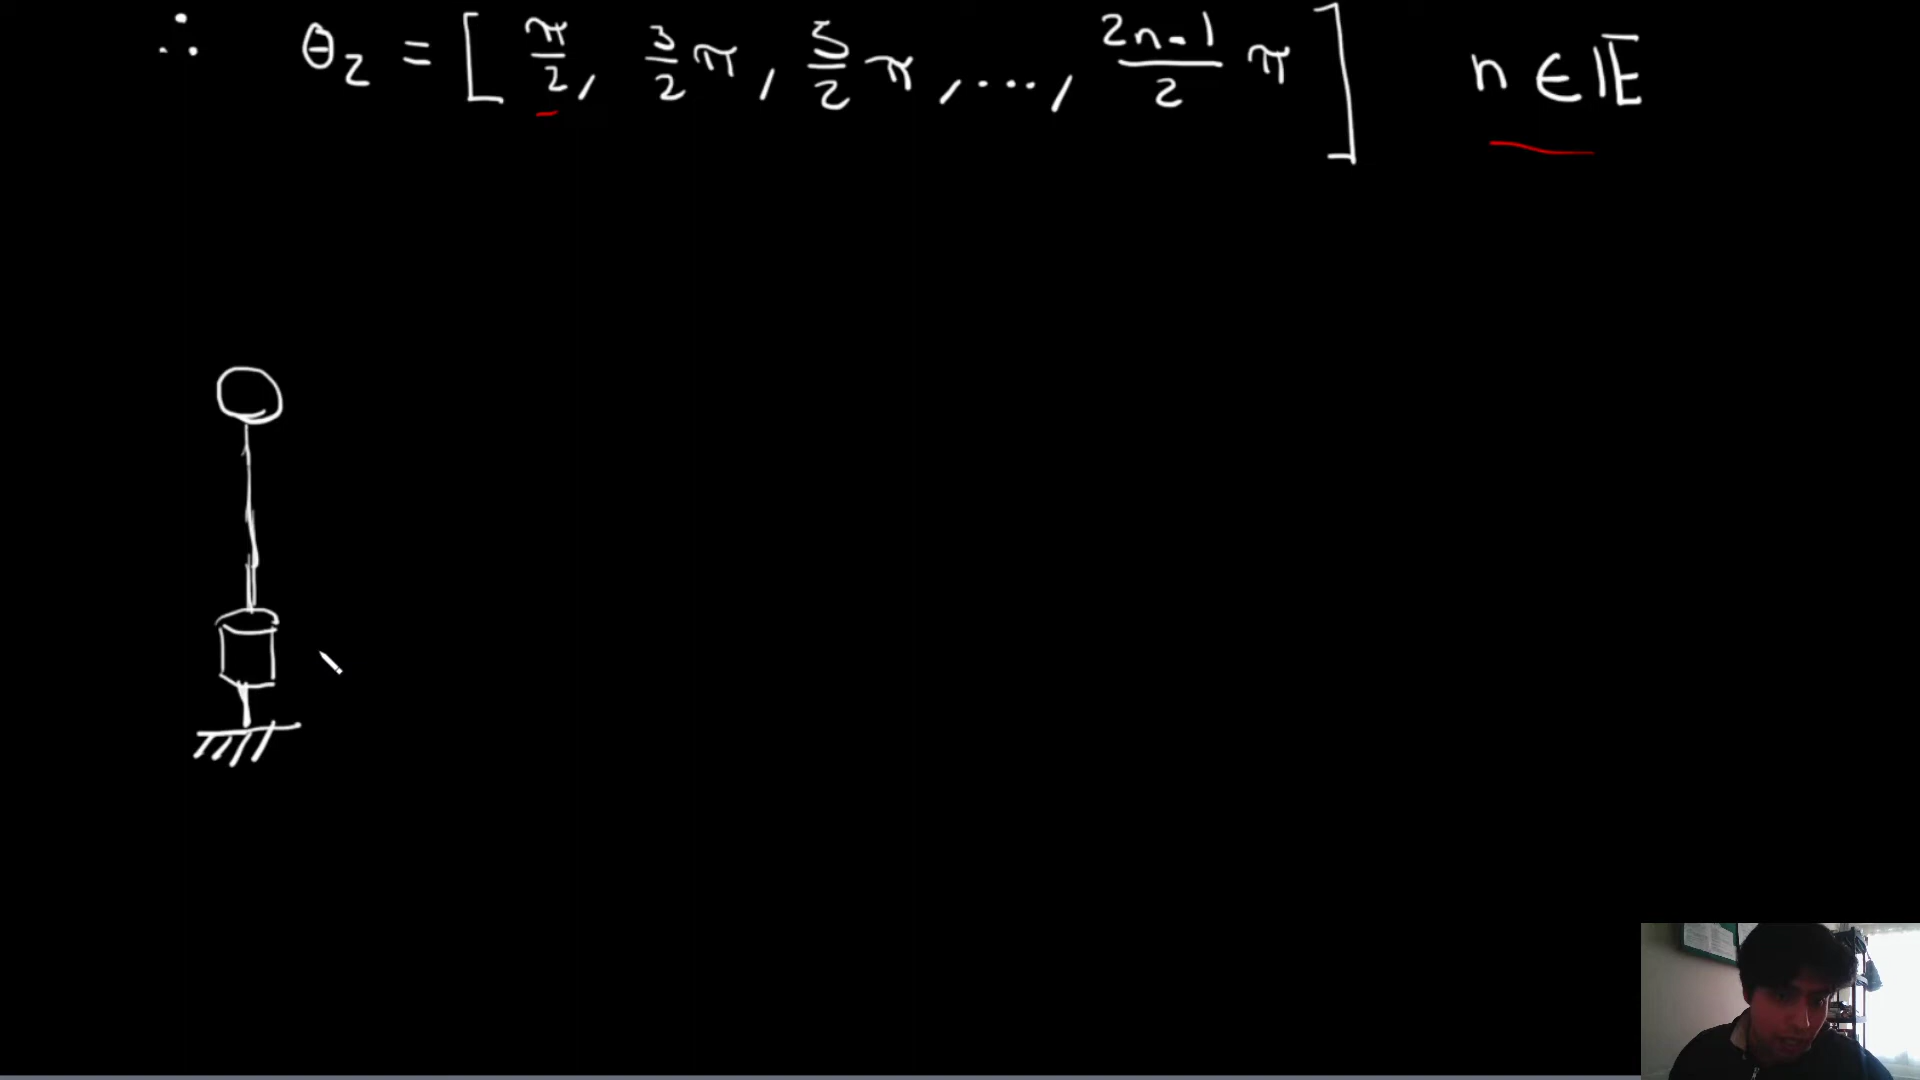 ∴ θ₂ = [ π/2, 3/2 π, 5/2 π, ..., 2n-1/2 π ] n ∈ 𝔼